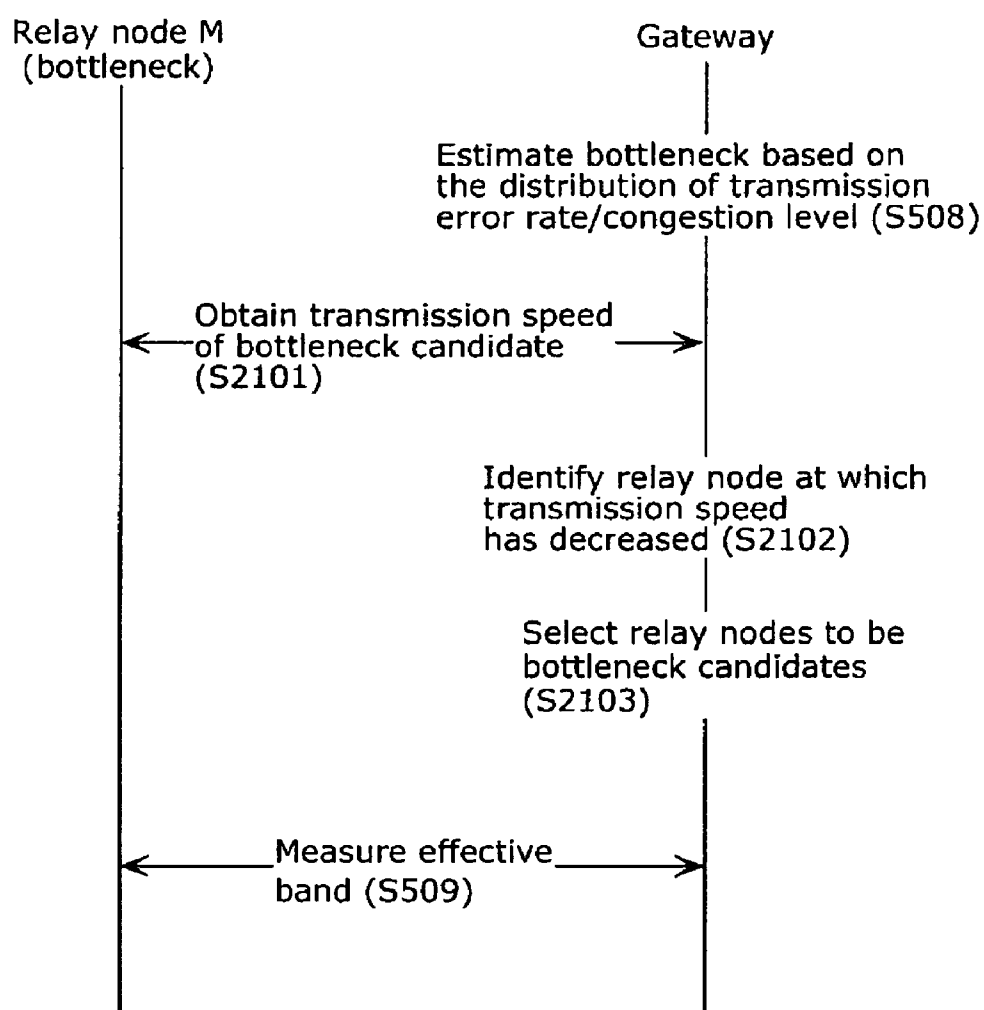 Relay node M
(bottleneck)
Gateway
Estimate bottleneck based on
the distribution of transmission
error rate/congestion level (S508)
Obtain transmission speed
of bottleneck candidate
(S2101)
Identify relay node at which
transmission speed
has decreased (S2102)
Select relay nodes to be
bottleneck candidates
(S2103)
Measure effective
band (S509)